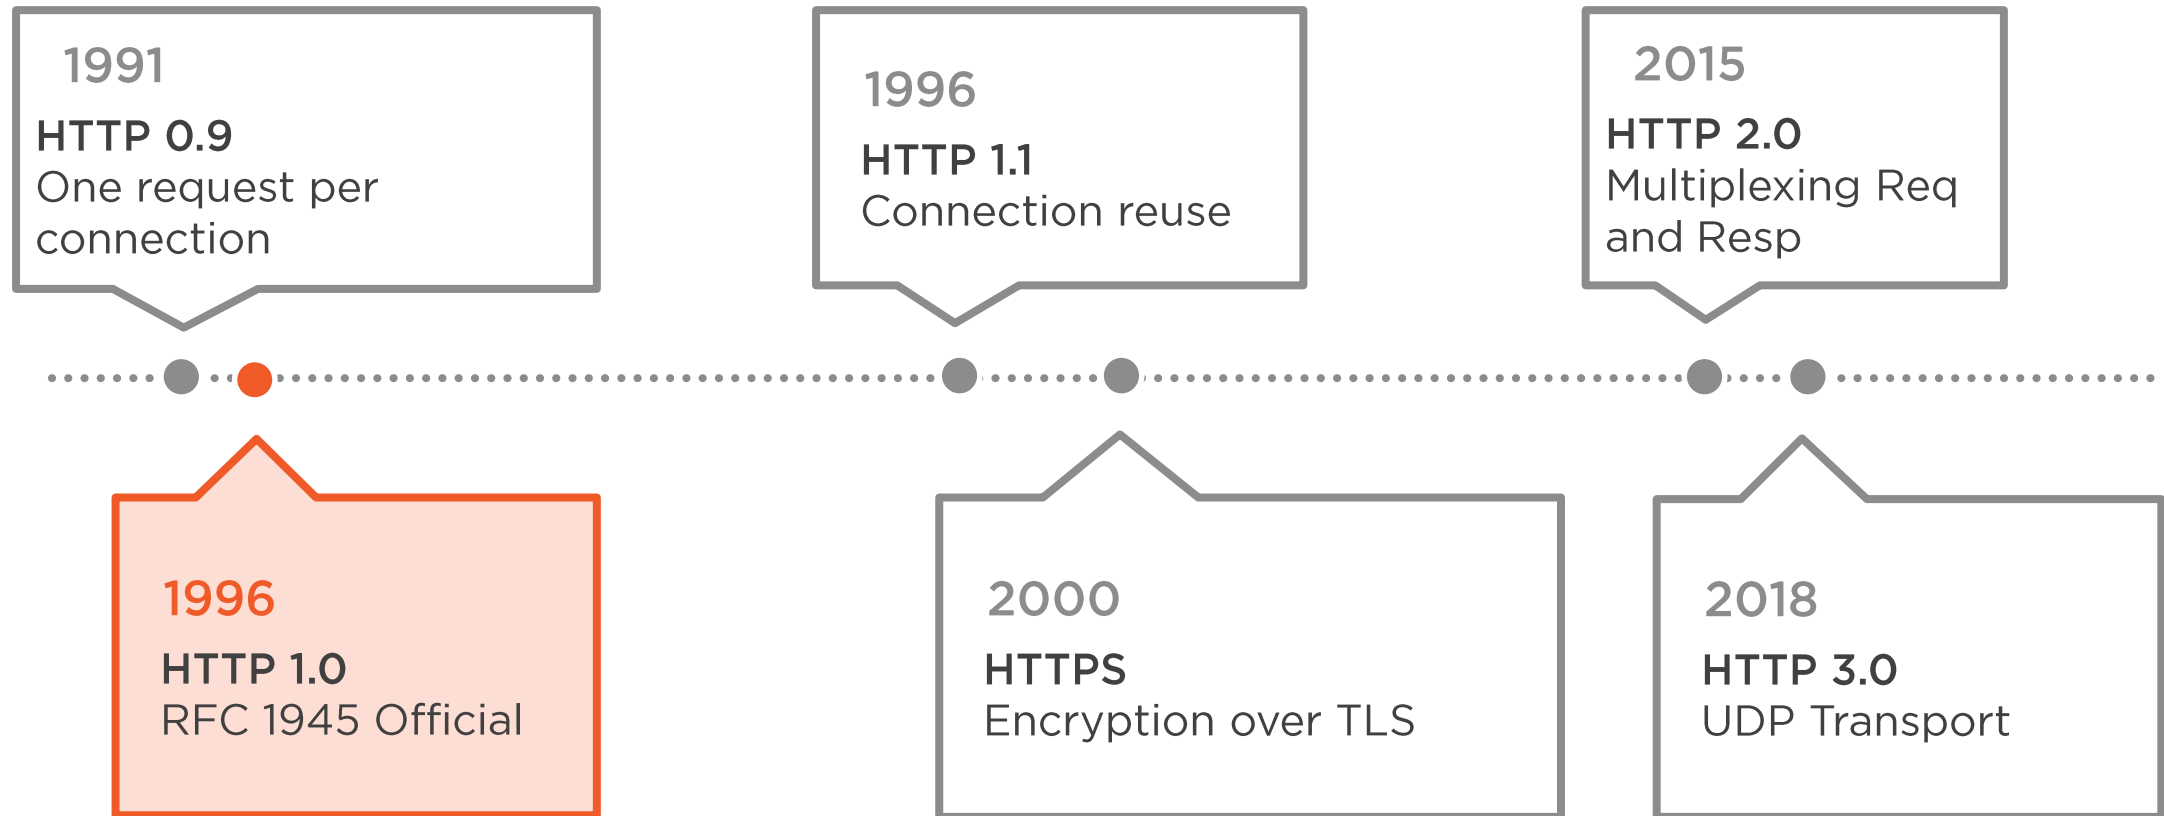 1991
HTTP 0.9
One request per
connection
1996
HTTP 1.1
Connection reuse
2015
HTTP 2.0
Multiplexing Req
and Resp
1996
HTTP 1.0
RFC 1945 Official
2000
HTTPS
Encryption over TLS
2018
HTTP 3.0
UDP Transport